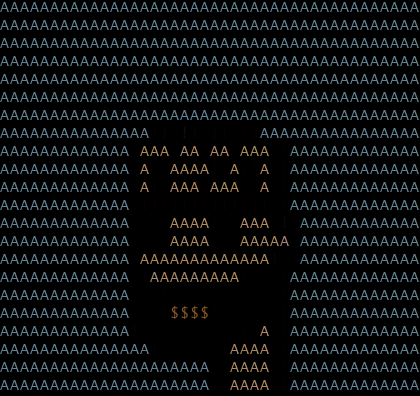 AAAAAAAAAAAAAAAAAAAAAAAAAAAAAAAAAAAAAAAAAA
AAAAAAAAAAAAAAAAAAAAAAAAAAAAAAAAAAAAAAAAAA
AAAAAAAAAAAAAAAAAAAAAAAAAAAAAAAAAAAAAAAAAA
AAAAAAAAAAAAAAAAAAAAAAAAAAAAAAAAAAAAAAAAAA
AAAAAAAAAAAAAAAAAAAAAAAAAAAAAAAAAAAAAAAAAA
AAAAAAAAAAAAAAAAAAAAAAAAAAAAAAAAAAAAAAAAAA
AAAAAAAAAAAAAAAAAAAAAAAAAAAAAAAAAAAAAAAAAA
AAAAAAAAAAAAAAA           AAAAAAAAAAAAAAAA
AAAAAAAAAAAAA AAA AA AA AAA  AAAAAAAAAAAAA
AAAAAAAAAAAAA A  AAAA  A  A  AAAAAAAAAAAAA
AAAAAAAAAAAAA A  AAA AAA  A  AAAAAAAAAAAAA
AAAAAAAAAAAAA                AAAAAAAAAAAAA
AAAAAAAAAAAAA    AAAA   AAA   AAAAAAAAAAAA
AAAAAAAAAAAAA    AAAA   AAAAA AAAAAAAAAAAA
AAAAAAAAAAAAA AAAAAAAAAAAAA   AAAAAAAAAAAA
AAAAAAAAAAAAA  AAAAAAAAA     AAAAAAAAAAAAA
AAAAAAAAAAAAA                AAAAAAAAAAAAA
AAAAAAAAAAAAA    $$$$        AAAAAAAAAAAAA
AAAAAAAAAAAAA             A  AAAAAAAAAAAAA
AAAAAAAAAAAAAAA        AAAA  AAAAAAAAAAAAA
AAAAAAAAAAAAAAAAAAAAA  AAAA  AAAAAAAAAAAAA
AAAAAAAAAAAAAAAAAAAAA  AAAA  AAAAAAAAAAAAA